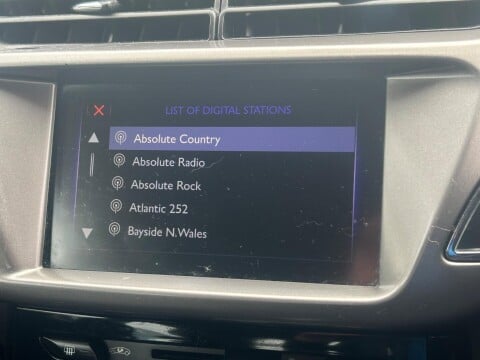 LIST OF DIGITAL STATIONS
Absolute Country
Absolute Radio
Absolute Rock
Atlantic 252
Bayside N.Wales